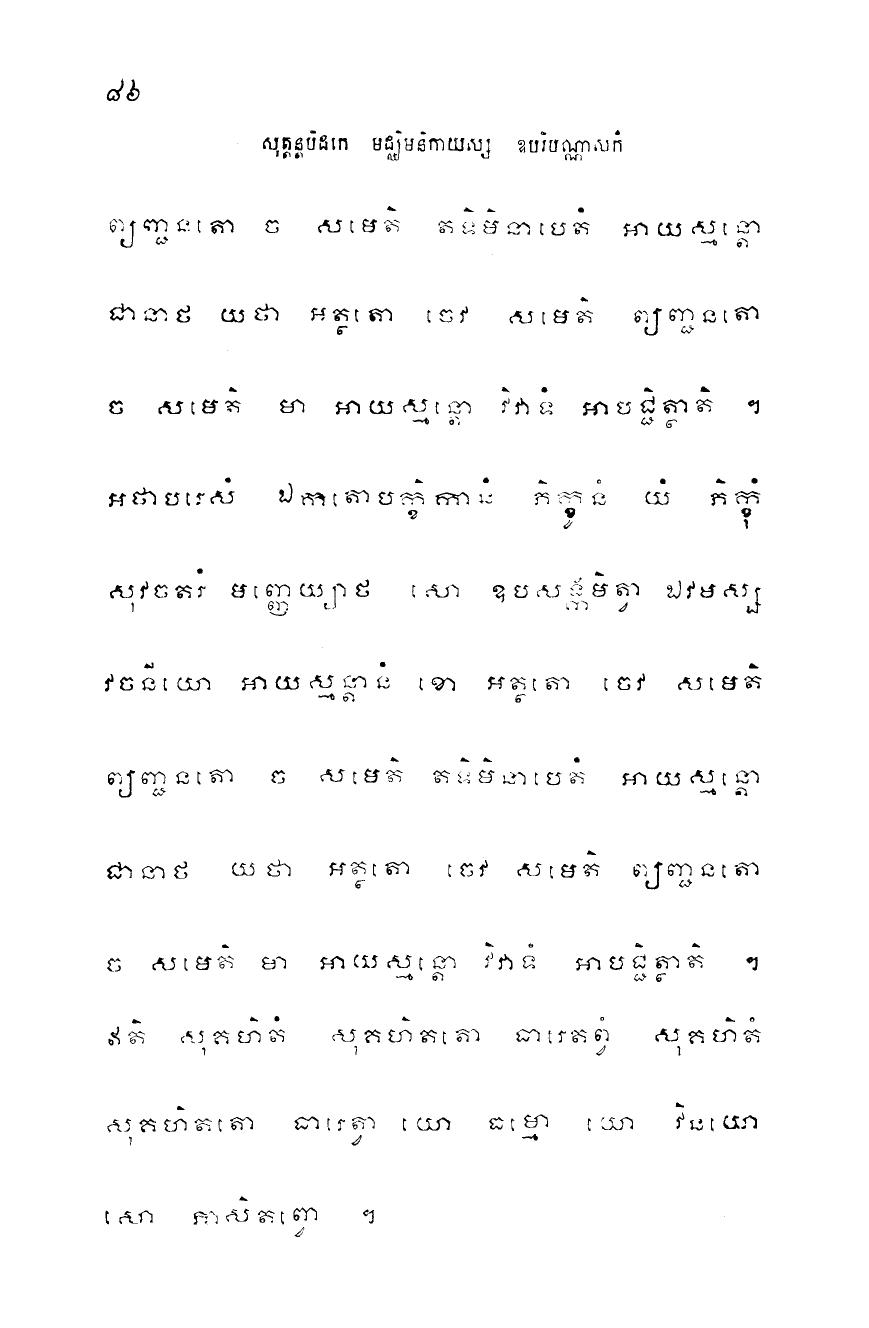 ៨៦
សុត្តន្តបិដកេ មជ្ឈិមនិកាយស្ស ឧបរិបណ្ណាសកំ
ព្យញ្ជនតោ ច សមេតិ តទិមិនាបេតំ អាយស្មន្តោ
ជានាថ យថា អត្ថតោ ចេវ សមេតិ ព្យញ្ជនតោ
ច សមេតិ មា អាយស្មន្តោ វិវាទំ អាបជ្ជិត្ថាតិ ។
អថាបរេសំ ឯកតោបក្ខិកានំ ភិក្ខូនំ យំ ភិក្ខុំ
សុវចតរំ មញ្ញេយ្យាថ សោ ឧបសង្កមិត្វា ឯវមស្ស
វចនីយោ អាយស្មន្តានំ ខោ អត្ថតោ ចេវ សមេតិ
ព្យញ្ជនតោ ច សមេតិ តទិមិនាបេតំ អាយស្មន្តោ
ជានាថ យថា អត្ថតោ ចេវ សមេតិ ព្យញ្ជនតោ
ច សមេតិ មា អាយស្មន្តោ វិវាទំ អាបជ្ជិត្ថាតិ ។
ឥតិ សុគហិតំ សុគហិតតោ ធារេតព្វំ សុគហិតំ
សុគហិតតោ ធារេត្វា យោ ធម្មោ យោ វិនយោ
សោ ភាសិតព្វោ ។